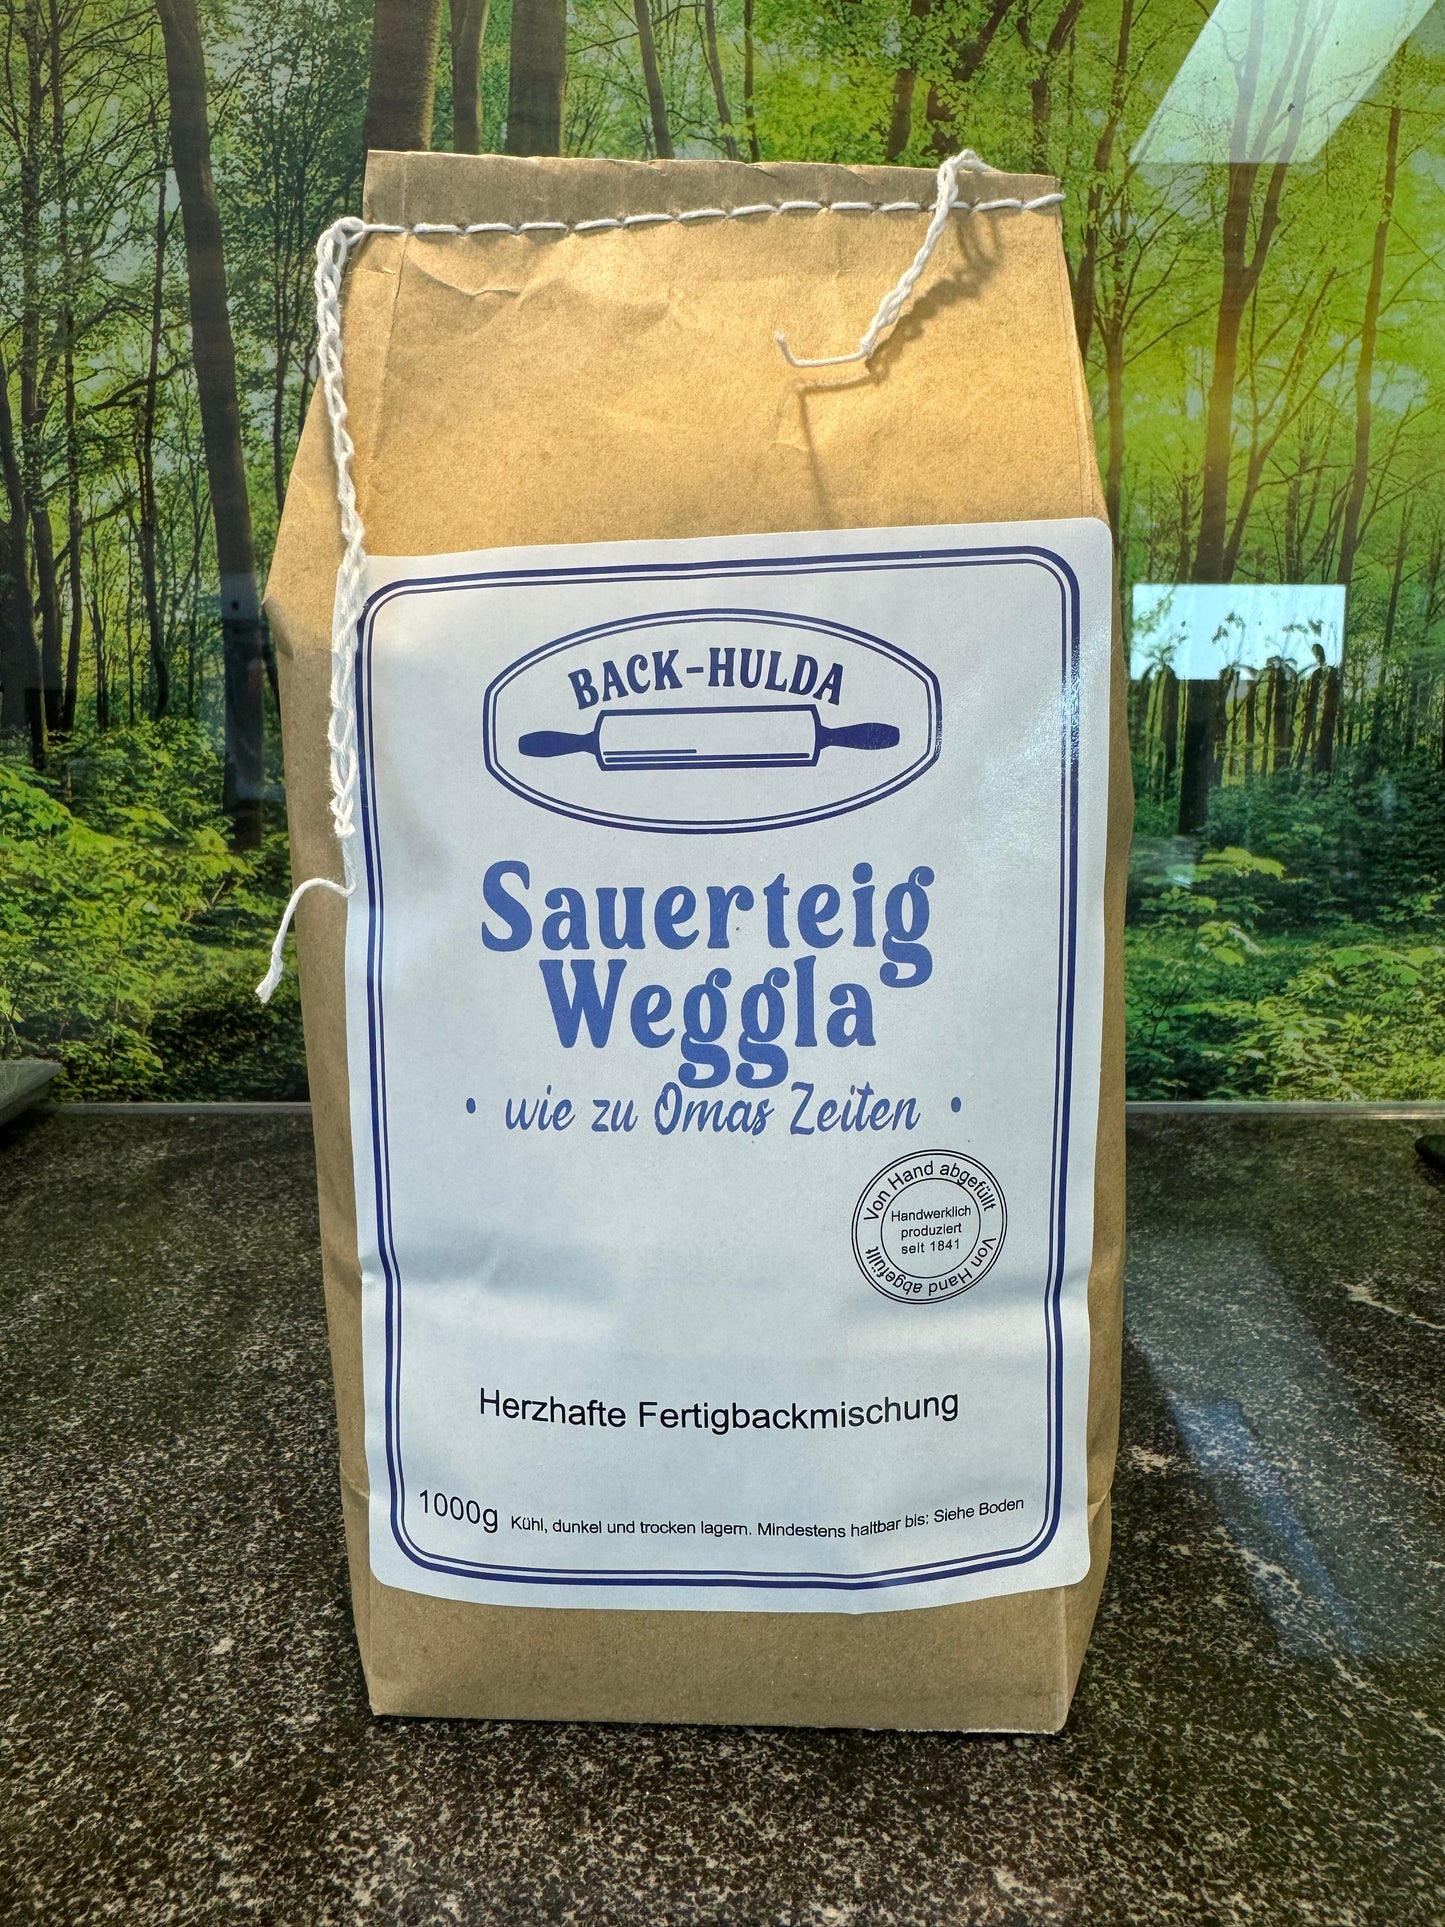 BACK-HULDA
Sauerteig
Weggla
• wie zu Omas Zeiten •
Von Hand abgefüllt
Handwerklich
produziert
seit 1841
Von Hand abgefüllt
Herzhafte Fertigbackmischung
1000g Kühl, dunkel und trocken lagern. Mindestens haltbar bis: Siehe Boden